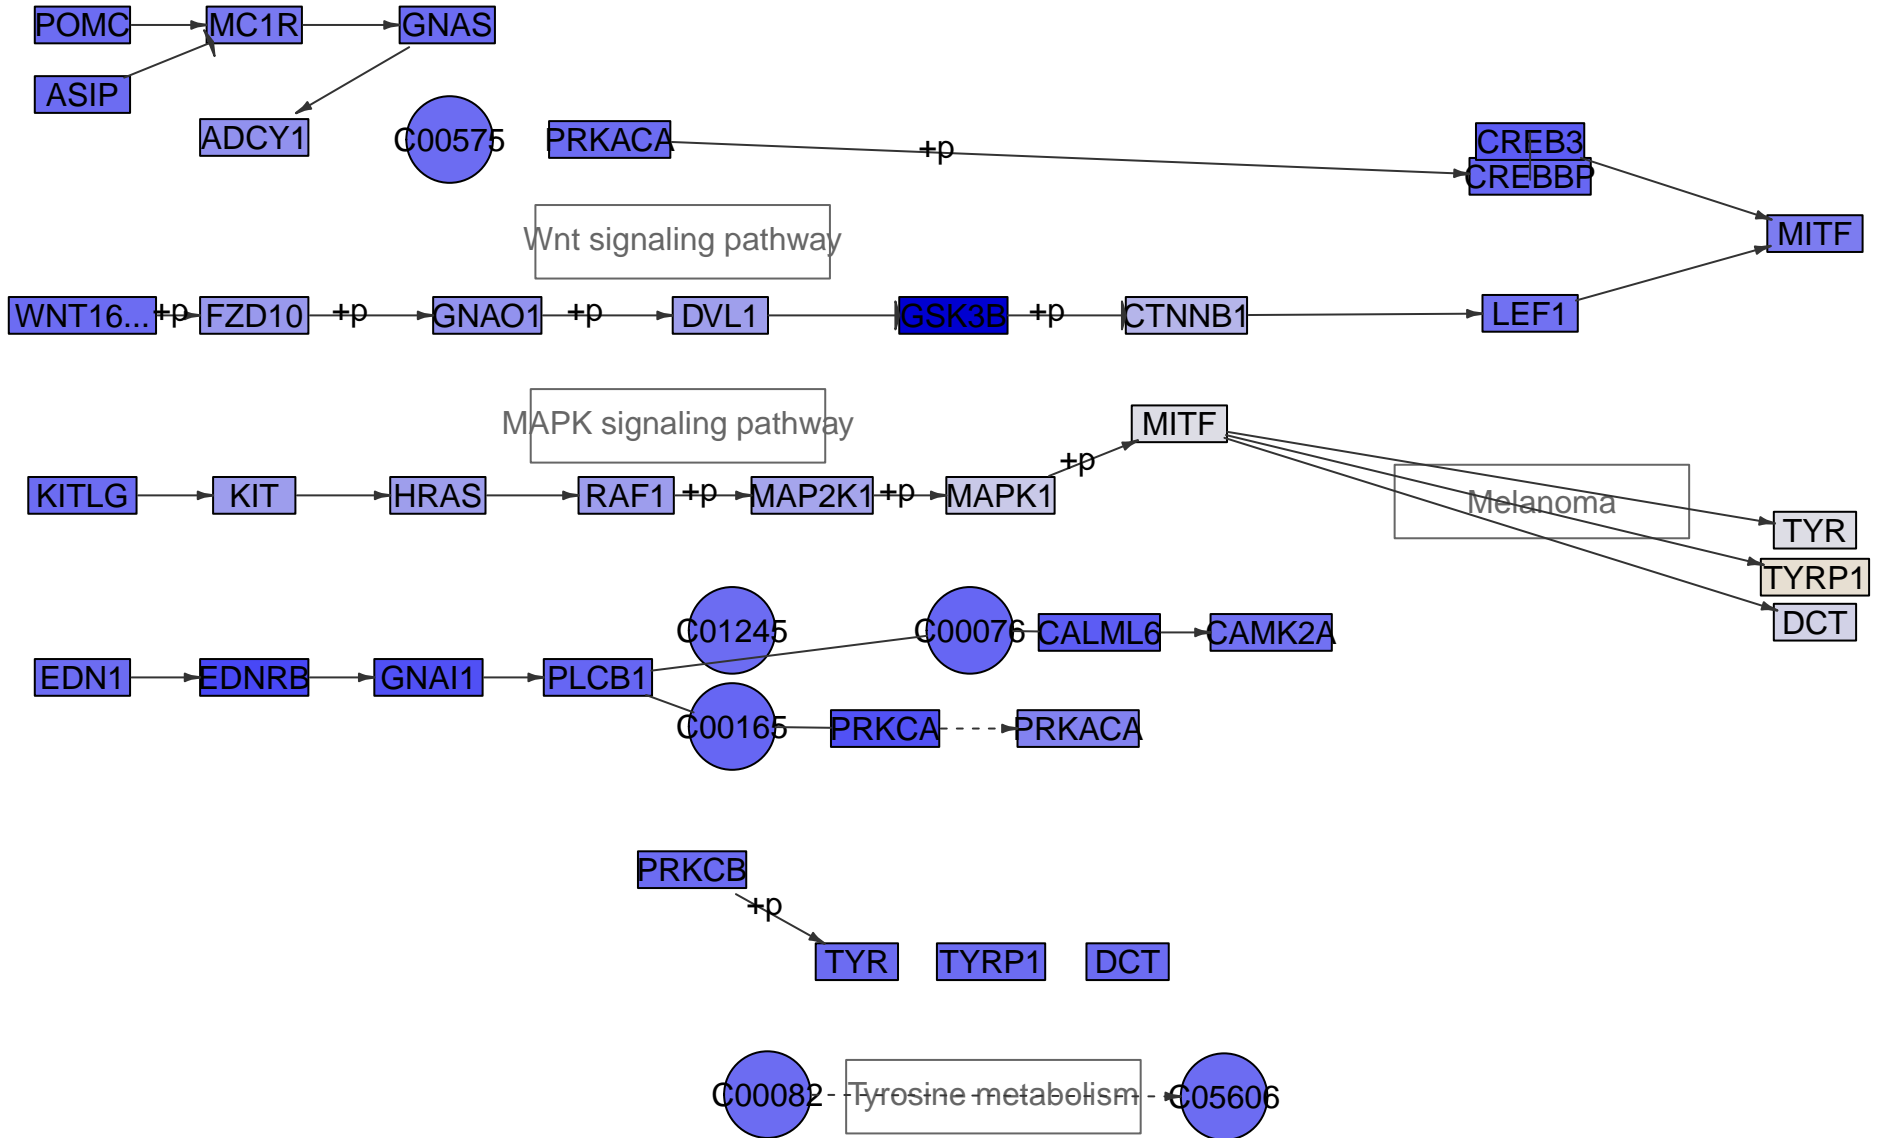 POMC MC1R GNAS
ASIP
ADCY1 C00575 PRKACA +p CREB3
CREBBP
Wnt signaling pathway MITF
WNT16... +p FZD10 +p GNAO1 +p DVL1 GSK3B +p CTNNB1 LEF1
MAPK signaling pathway MITF
+p
KITLG KIT HRAS RAF1 +p MAP2K1 +p MAPK1 Melanoma
TYR
TYRP1
DCT
C01245 C00076 CALML6 CAMK2A
EDN1 EDNRB GNAI1 PLCB1
C00165 PRKCA PRKACA
PRKCB
+p
TYR TYRP1 DCT
C00082 Tyrosine metabolism C05606